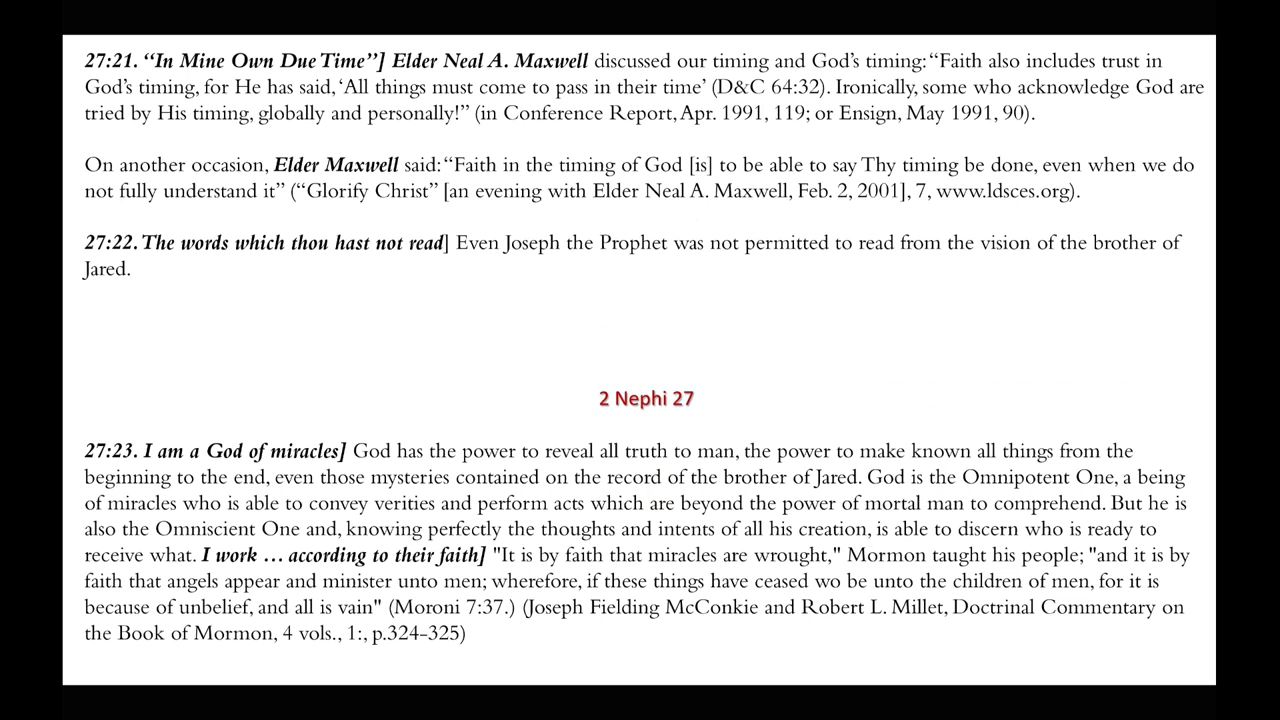 27:21. “In Mine Own Due Time”] Elder Neal A. Maxwell discussed our timing and God’s timing: “Faith also includes trust in
God’s timing, for He has said, ‘All things must come to pass in their time’ (D&C 64:32). Ironically, some who acknowledge God are
tried by His timing, globally and personally!” (in Conference Report, Apr. 1991, 119; or Ensign, May 1991, 90).
On another occasion, Elder Maxwell said: “Faith in the timing of God [is] to be able to say Thy timing be done, even when we do
not fully understand it” (“Glorify Christ” [an evening with Elder Neal A. Maxwell, Feb. 2, 2001], 7, www.ldsces.org).
27:22. The words which thou hast not read] Even Joseph the Prophet was not permitted to read from the vision of the brother of
Jared.
2 Nephi 27
27:23. I am a God of miracles] God has the power to reveal all truth to man, the power to make known all things from the
beginning to the end, even those mysteries contained on the record of the brother of Jared. God is the Omnipotent One, a being
of miracles who is able to convey verities and perform acts which are beyond the power of mortal man to comprehend. But he is
also the Omniscient One and, knowing perfectly the thoughts and intents of all his creation, is able to discern who is ready to
receive what. I work … according to their faith] "It is by faith that miracles are wrought," Mormon taught his people; "and it is by
faith that angels appear and minister unto men; wherefore, if these things have ceased wo be unto the children of men, for it is
because of unbelief, and all is vain" (Moroni 7:37.) (Joseph Fielding McConkie and Robert L. Millet, Doctrinal Commentary on
the Book of Mormon, 4 vols., 1:, p.324-325)